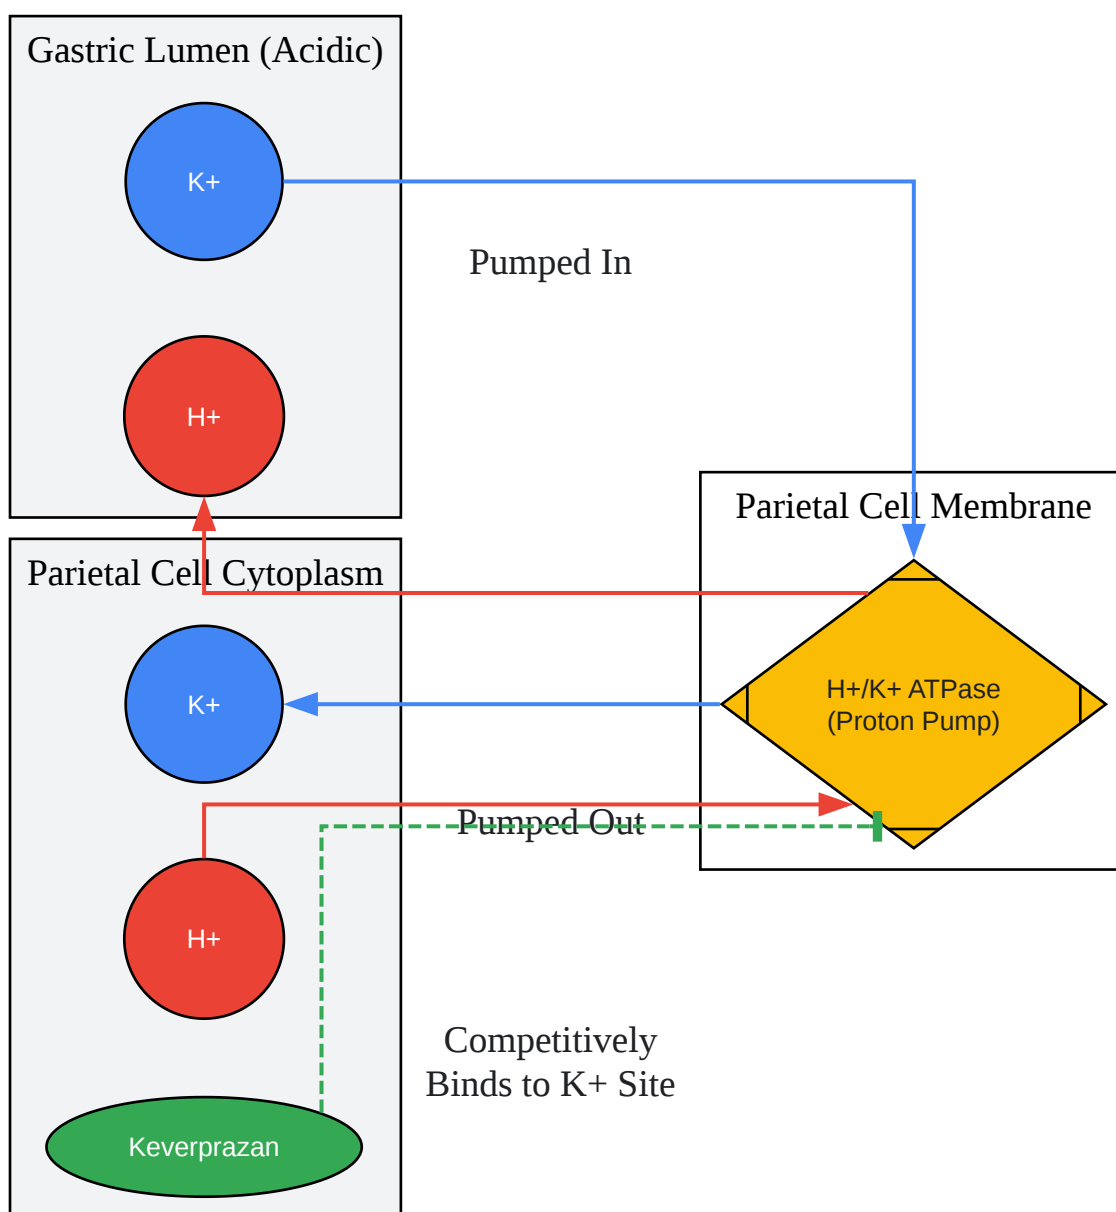 Gastric Lumen (Acidic)
K+
Pumped In
H+
Parietal Cell Membrane
Parietal Cell Cytoplasm
K+
H+/K+ ATPase
(Proton Pump)
Pumped Out
H+
Competitively
Binds to K+ Site
Keverprazan